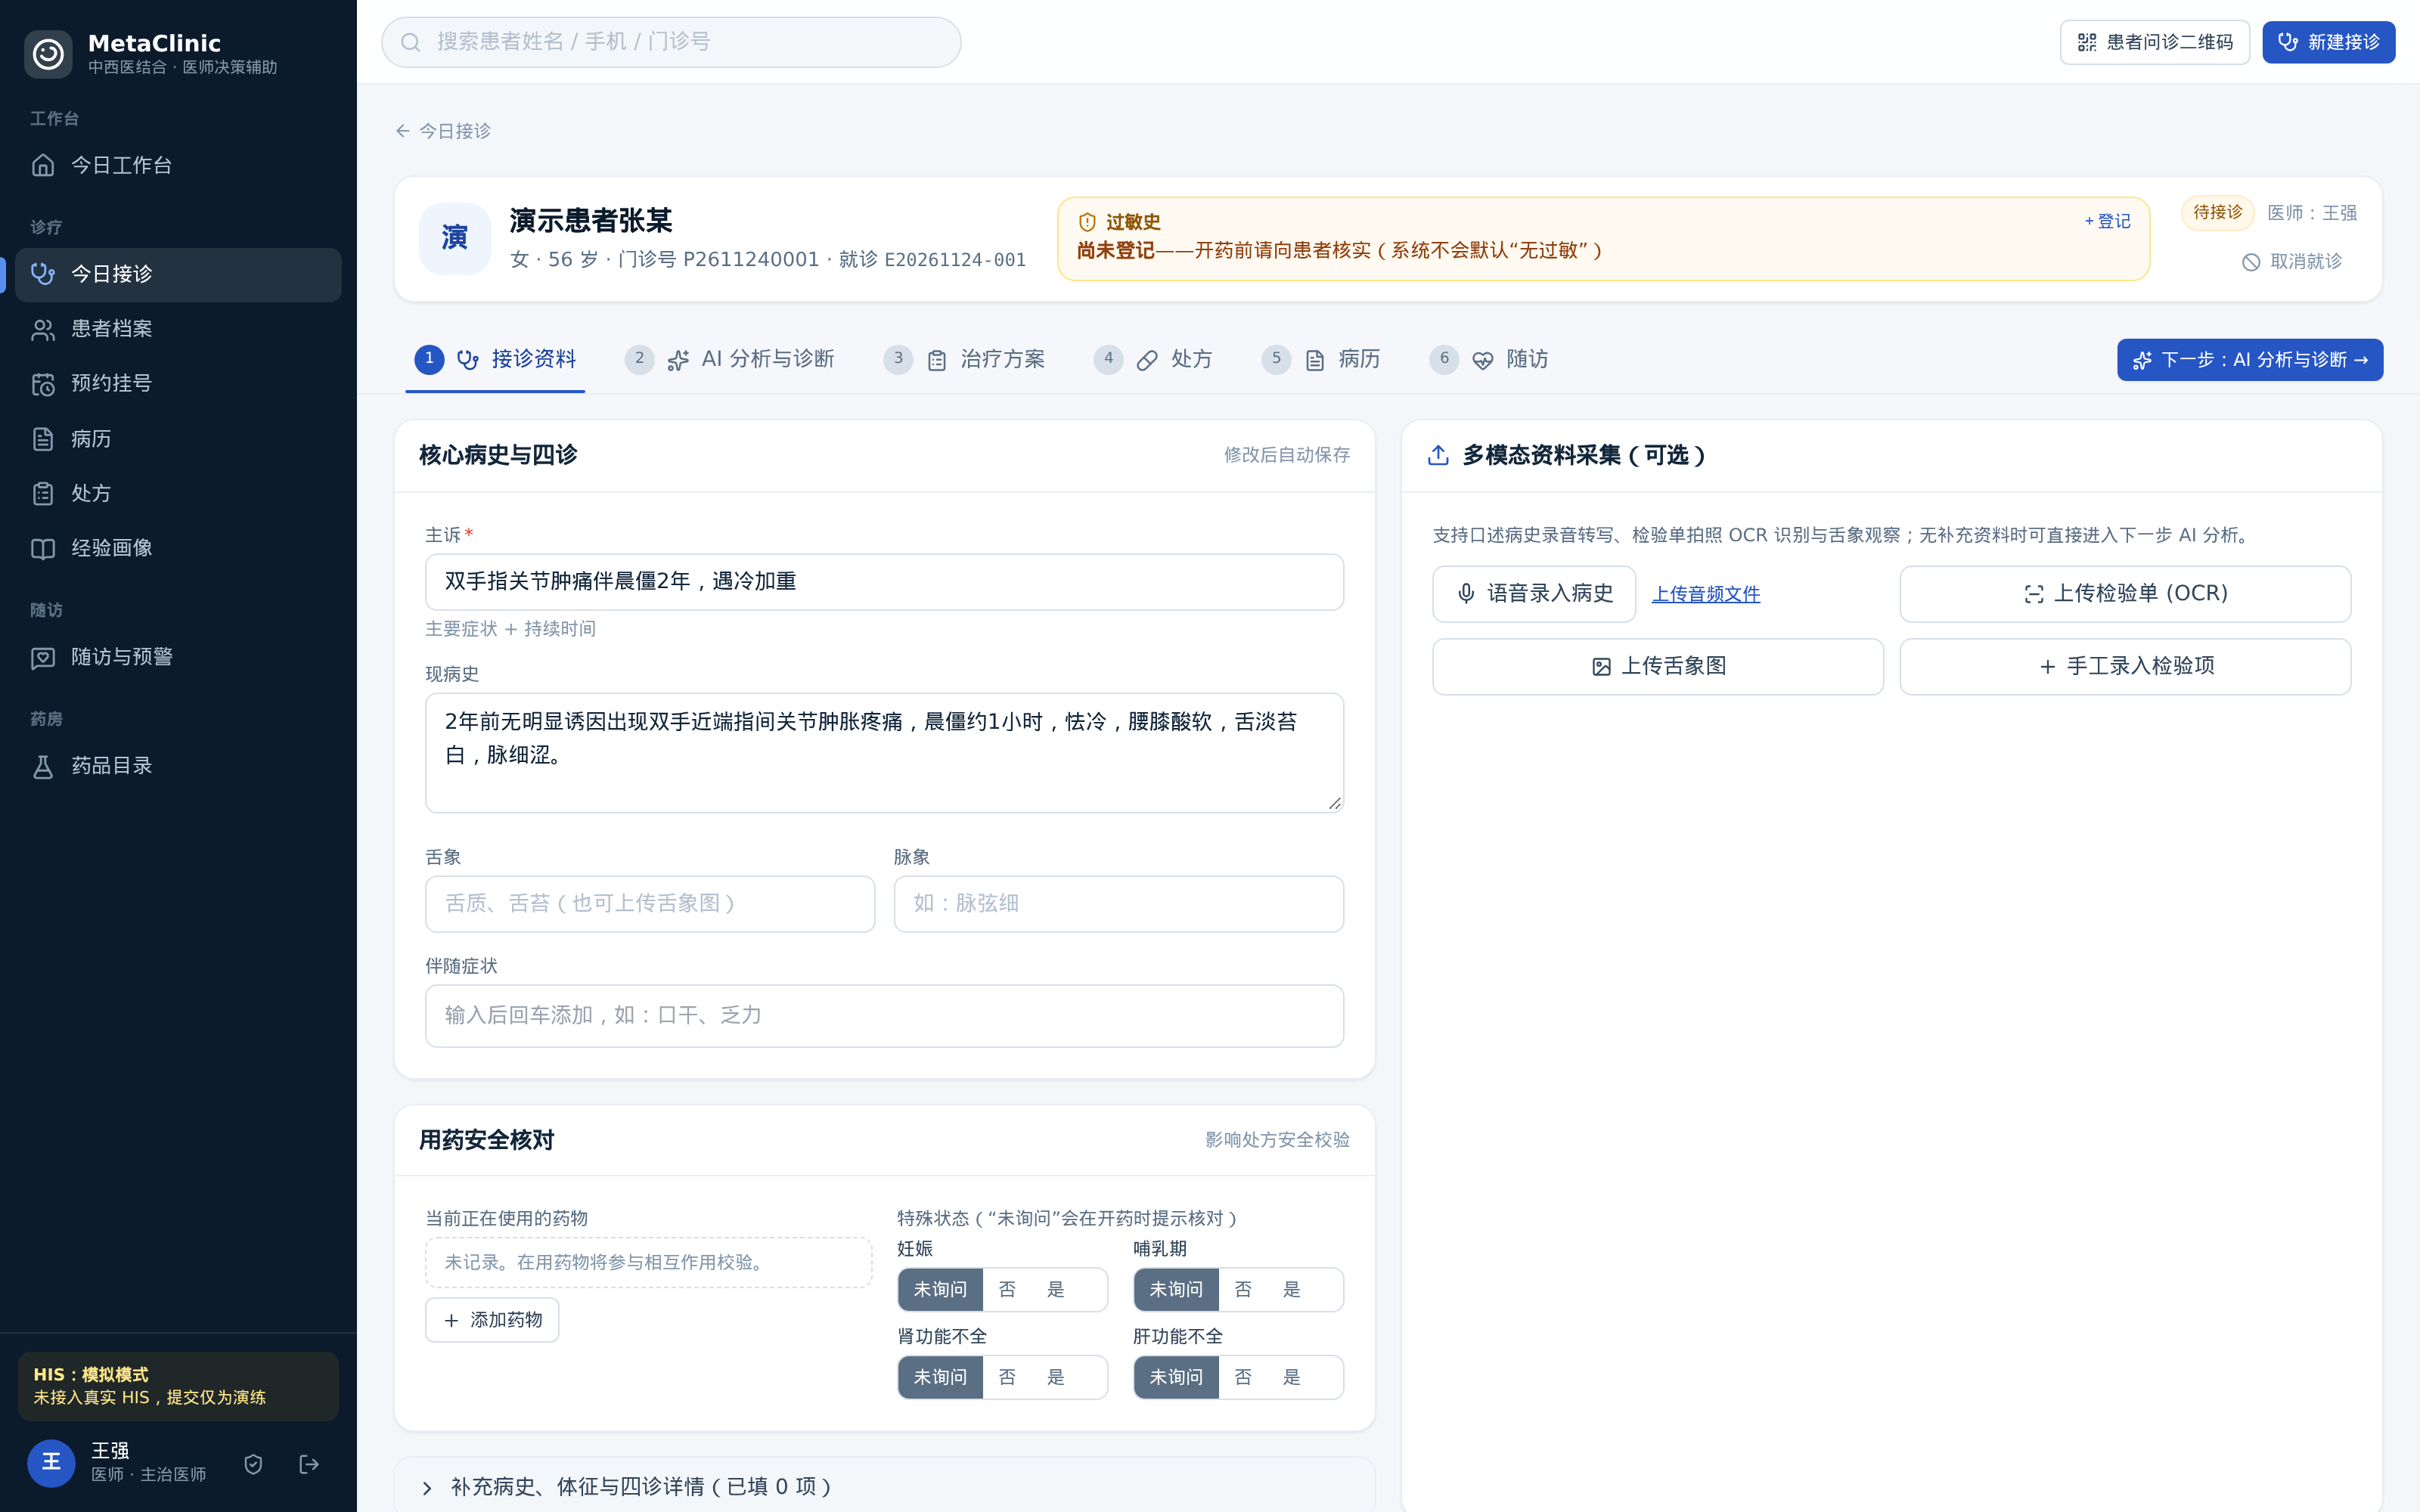 MetaClinic
中西医结合 · 医师决策辅助
工作台
今日工作台
诊疗
今日接诊
患者档案
预约挂号
病历
处方
经验画像
随访
随访与预警
药房
药品目录
HIS：模拟模式
未接入真实 HIS，提交仅为演练
王
王强
医师 · 主治医师
搜索患者姓名 / 手机 / 门诊号
患者问诊二维码
新建接诊
← 今日接诊
演
演示患者张某
女 · 56 岁 · 门诊号 P2611240001 · 就诊 E20261124-001
过敏史
+ 登记
尚未登记——开药前请向患者核实（系统不会默认“无过敏”）
待接诊
医师：王强
取消就诊
1 接诊资料
2 AI 分析与诊断
3 治疗方案
4 处方
5 病历
6 随访
下一步：AI 分析与诊断 →
核心病史与四诊
修改后自动保存
主诉 *
双手指关节肿痛伴晨僵2年，遇冷加重
主要症状 + 持续时间
现病史
2年前无明显诱因出现双手近端指间关节肿胀疼痛，晨僵约1小时，怯冷，腰膝酸软，舌淡苔
白，脉细涩。
舌象
脉象
舌质、舌苔（也可上传舌象图）
如：脉弦细
伴随症状
输入后回车添加，如：口干、乏力
用药安全核对
影响处方安全校验
当前正在使用的药物
未记录。在用药物将参与相互作用校验。
+ 添加药物
特殊状态（“未询问”会在开药时提示核对）
妊娠
哺乳期
未询问 否 是
未询问 否 是
肾功能不全
肝功能不全
未询问 否 是
未询问 否 是
补充病史、体征与四诊详情（已填 0 项）
多模态资料采集（可选）
支持口述病史录音转写、检验单拍照 OCR 识别与舌象观察；无补充资料时可直接进入下一步 AI 分析。
语音录入病史
上传音频文件
上传检验单 (OCR)
上传舌象图
+ 手工录入检验项